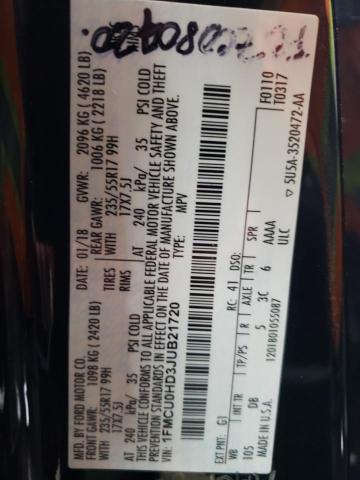 MFD. BY FORD MOTOR CO.
DATE: 01/18 GVWR: 2096 KG ( 4620 LB)
FRONT GAWR: 1098 KG ( 2420 LB) REAR GAWR: 1006 KG ( 2218 LB)
235/55R17 99H TIRES 235/55R17 99H
17X7.5J RIMS 17X7.5J
AT 240 kPa/ 35 PSI COLD AT 240 kPa/ 35 PSI COLD
THIS VEHICLE CONFORMS TO ALL APPLICABLE FEDERAL MOTOR VEHICLE SAFETY AND THEFT
PREVENTION STANDARDS IN EFFECT ON THE DATE OF MANUFACTURE SHOWN ABOVE.
VIN: 1FMCU0HD3JUB21720
TYPE: MPV
F0110
T0317
EXT PNT: G1 RC: 41 DSO:
WB BRK INT TR TP/PS R AXLE TR SPR
105 DB 5 3C 6 AAAA
ULC
MADE IN U.S.A. 1201801055087
5U5A-3520472-AA